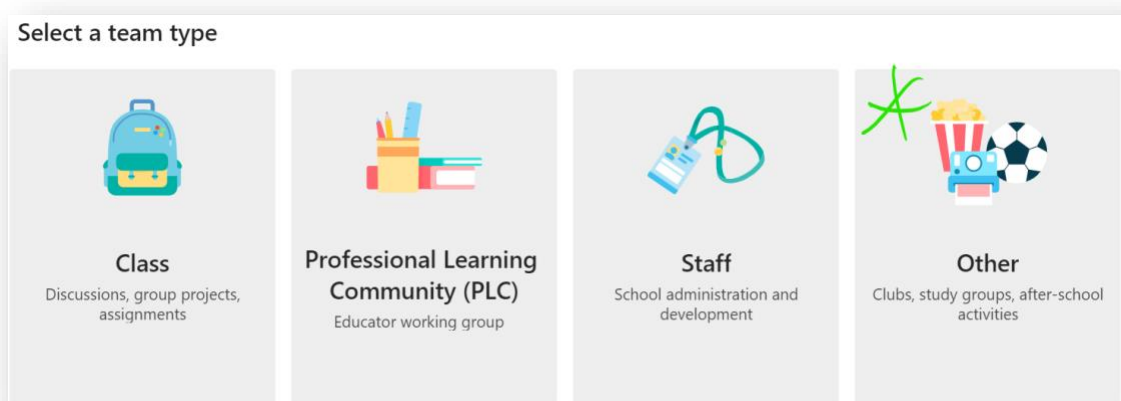 Select a team type
Class
Discussions, group projects,
assignments
Professional Learning
Community (PLC)
Educator working group
Staff
School administration and
development
Other
Clubs, study groups, after-school
activities